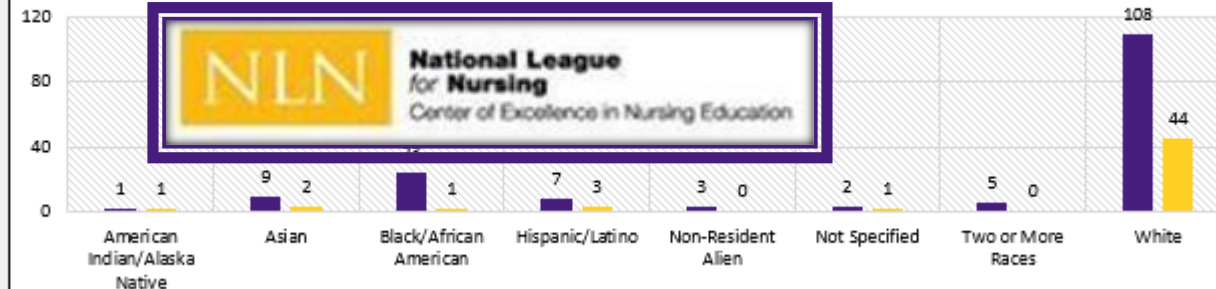 120
108
NLN
National League
for Nursing
Center of Excellence in Nursing Education
80
44
40
1 1 9 2 1 7 3 3 0 2 1 5 0
0
American Indian/Alaska Native
Asian
Black/African American
Hispanic/Latino
Non-Resident Alien
Not Specified
Two or More Races
White